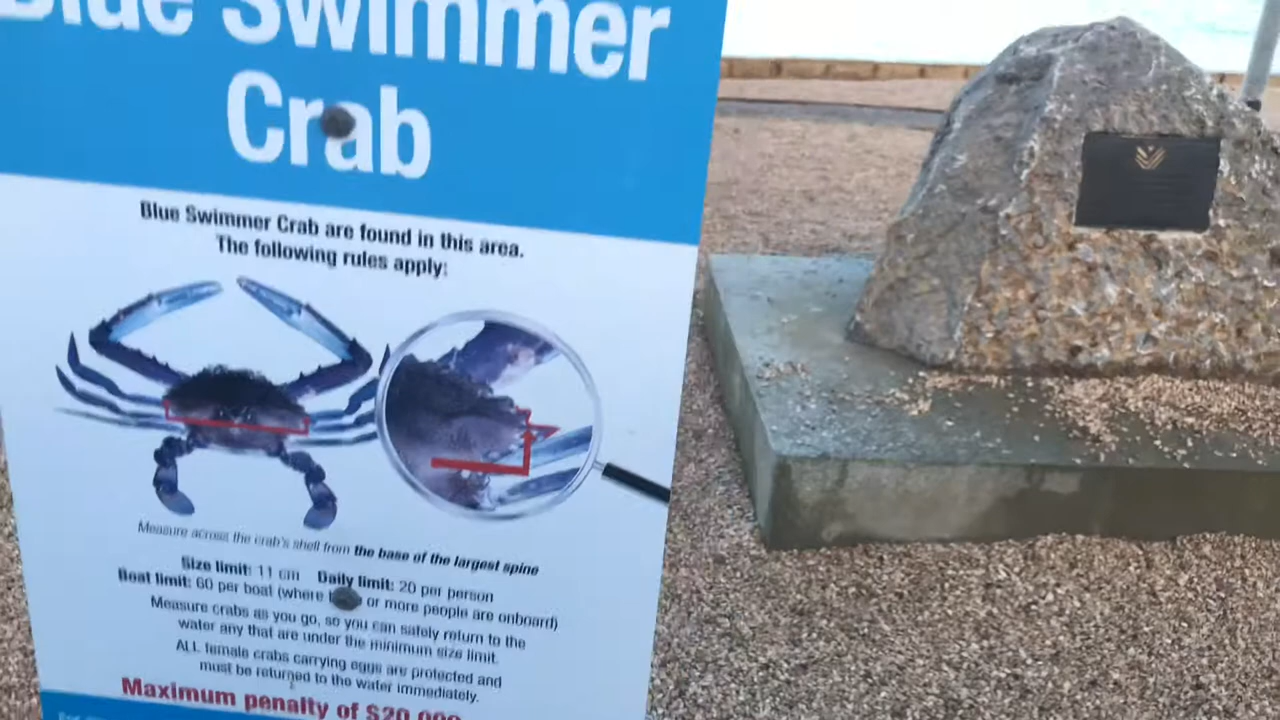 Blue Swimmer
Crab
Blue Swimmer Crab are found in this area.
The following rules apply:
Measure across the crab's shell from the base of the largest spine
Size limit: 11 cm Daily limit: 20 per person
Boat limit: 60 per boat (where or more people are onboard)
Measure crabs as you go, so you can safely return to the
water any that are under the minimum size limit.
ALL female crabs carrying eggs are protected and
must be returned to the water immediately.
Maximum penalty of $20,000